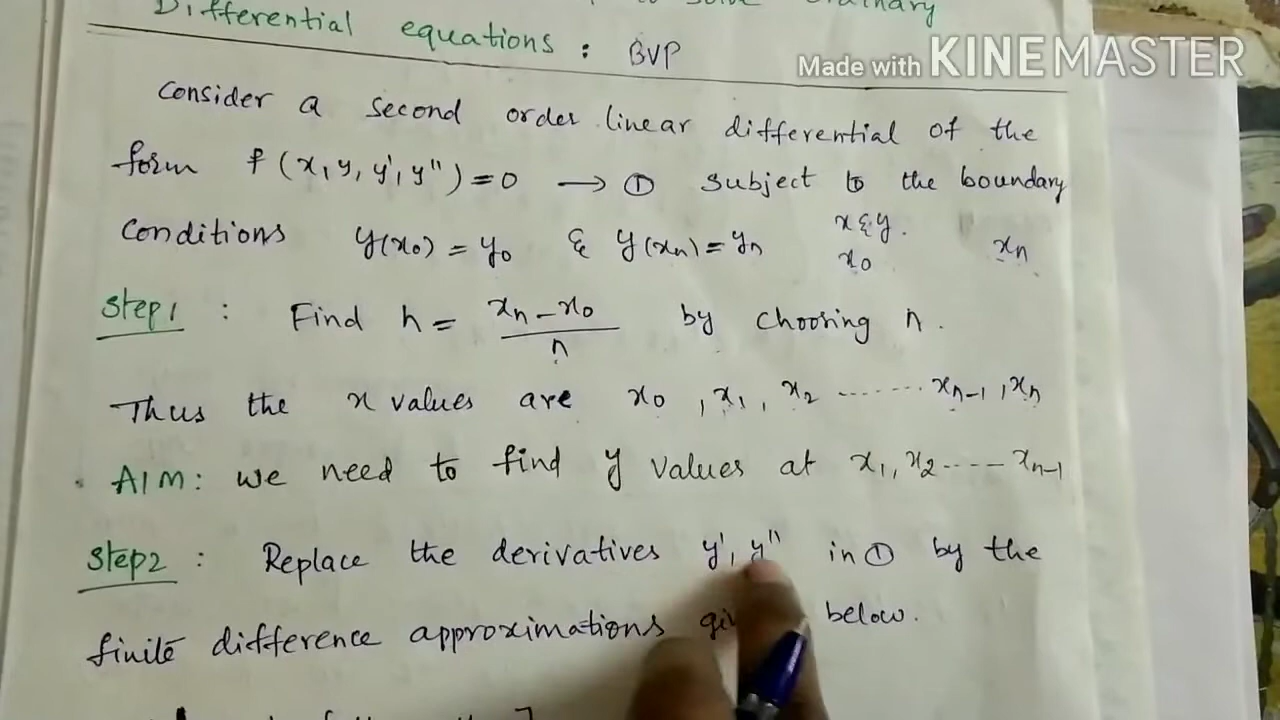 to solve ordinary
Differential equations : BVP
Made with KINEMASTER
Consider a second order linear differential of the
form f(x, y, y', y'') = 0 → ① subject to the boundary
conditions y(x₀) = y₀ & y(xₙ) = yₙ x & y.
x₀ xₙ
Step1 : Find h = (xₙ - x₀)/n by choosing n.
Thus the x values are x₀, x₁, x₂ ........ xₙ₋₁, xₙ
AIM: we need to find y values at x₁, x₂ ---- xₙ₋₁
Step2 : Replace the derivatives y', y'' in ① by the
finite difference approximations below.